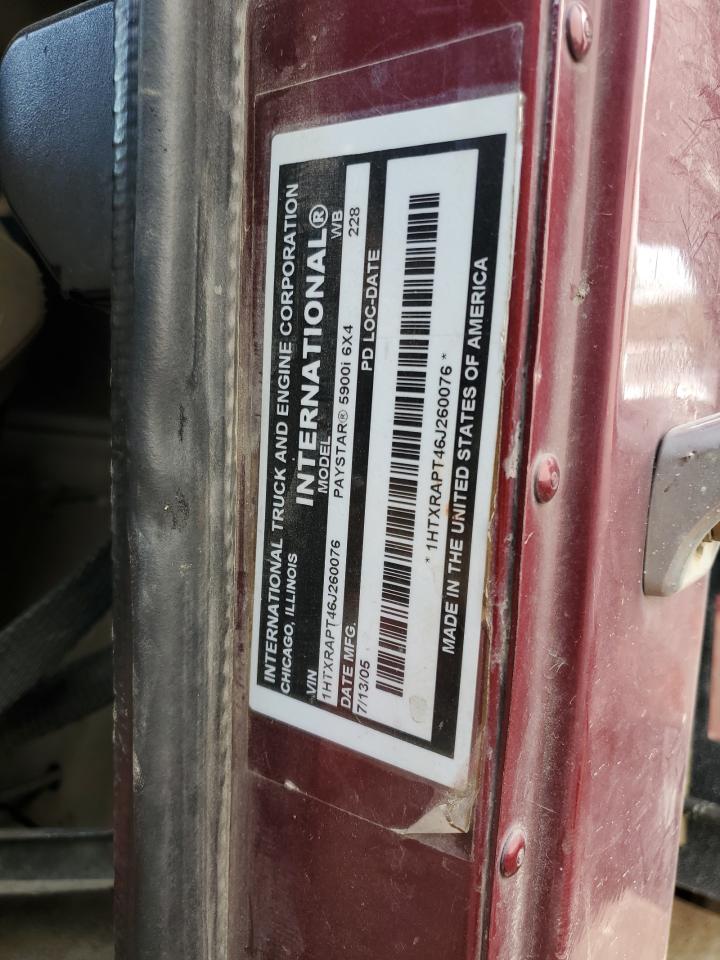 INTERNATIONAL TRUCK AND ENGINE CORPORATION
CHICAGO, ILLINOIS
INTERNATIONAL®
VIN MODEL WB
1HTXRAPT46J260076 PAYSTAR® 5900i 6X4 228
DATE MFG. PD LOC-DATE
7/13/05
* 1HTXRAPT46J260076 *
MADE IN THE UNITED STATES OF AMERICA